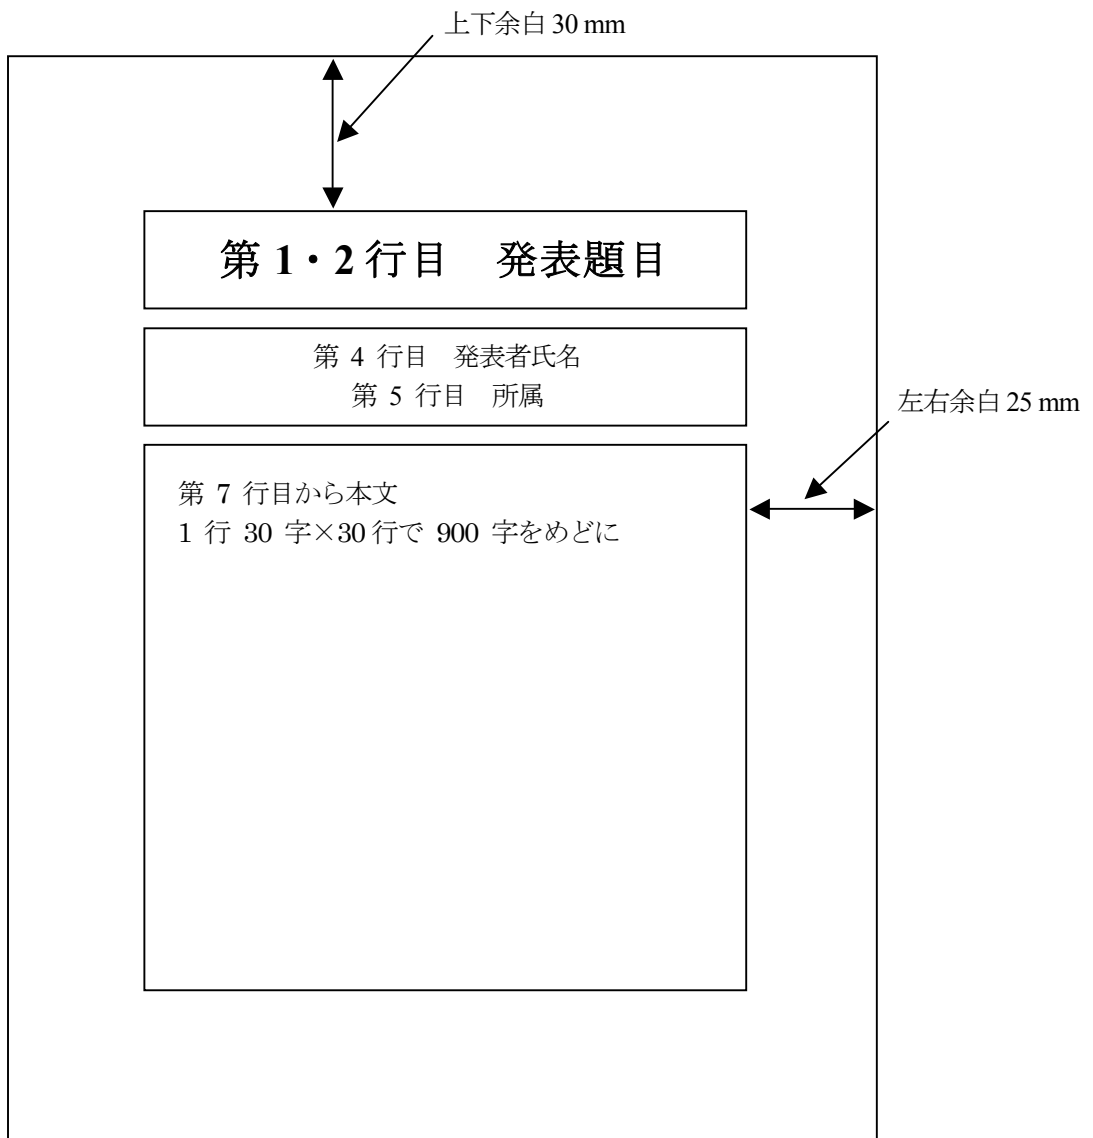 上下余白 30 mm
第 1・2 行目　発表題目
第 4 行目　発表者氏名
第 5 行目　所属
左右余白 25 mm
第 7 行目から本文
1 行 30 字×30 行で 900 字をめどに